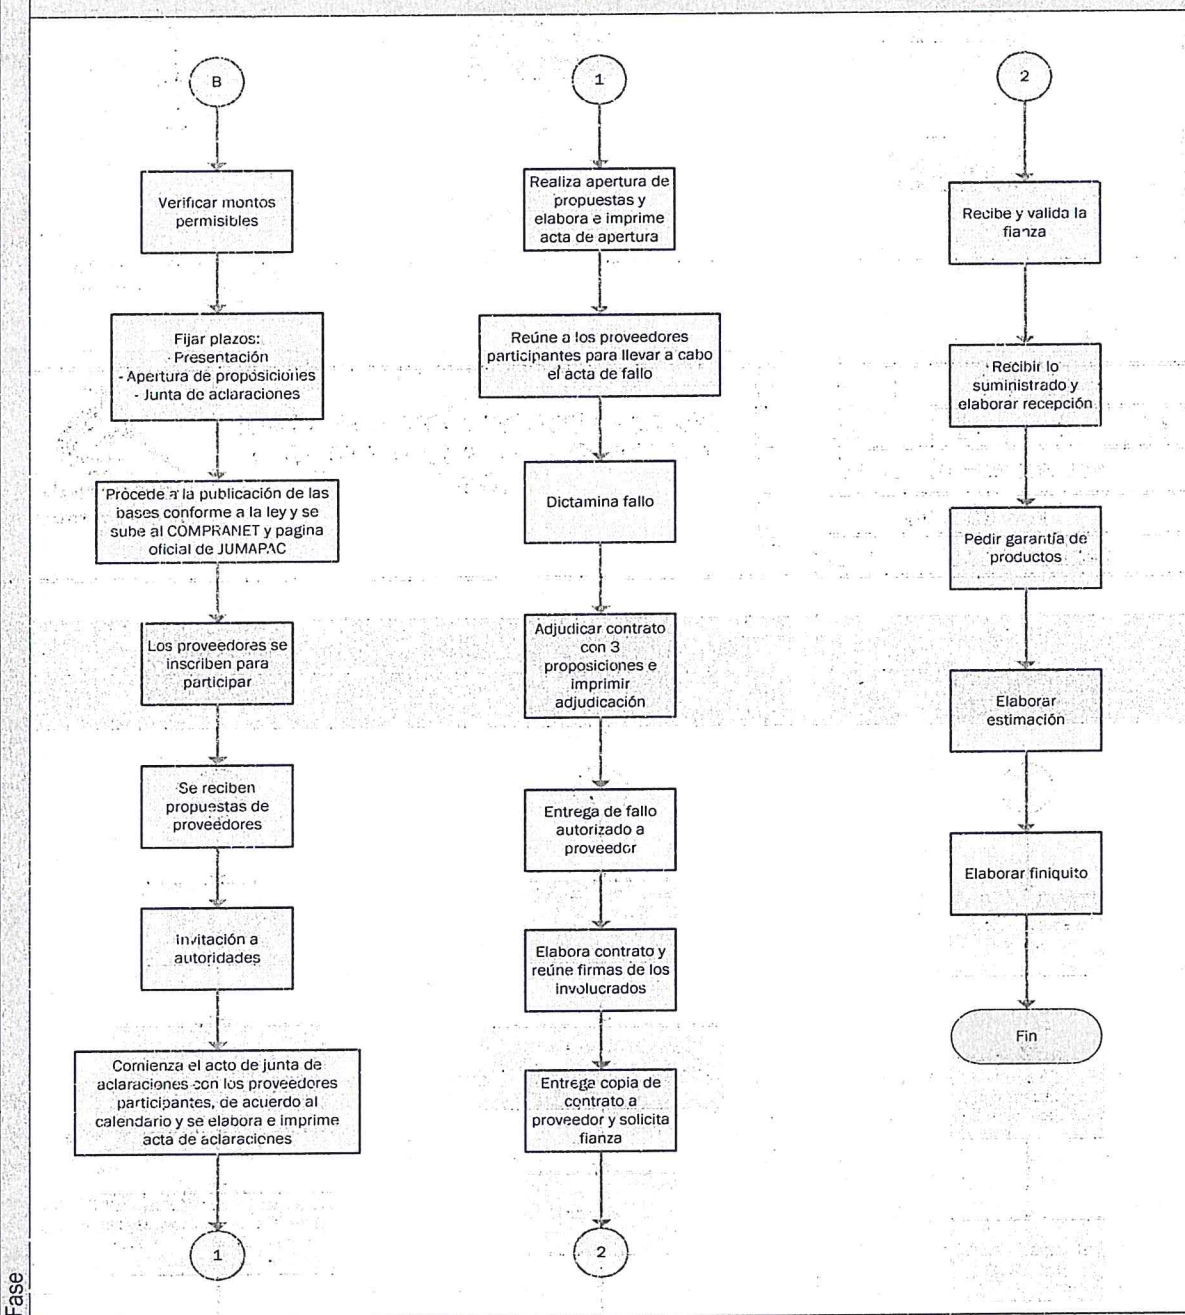 B
Verificar montos
permisibles
Fijar plazos:
- Presentación
- Apertura de proposiciones
- Junta de aclaraciones
Procede a la publicación de las
bases conforme a la ley y se
sube al COMPRANET y pagina
oficial de JUMAPAC
Los proveedoras se
inscriben para
participar
Se reciben
propuestas de
proveedores
Invitación a
autoridades
Comienza el acto de junta de
aclaraciones con los proveedores
participantes, de acuerdo al
calendario y se elabora e imprime
acta de aclaraciones
1
1
Realiza apertura de
propuestas y
elabora e imprime
acta de apertura
Reúne a los proveedores
participantes para llevar a cabo
el acta de fallo
Dictamina fallo
Adjudicar contrato
con 3
proposiciones e
imprimir
adjudicación
Entrega de fallo
autorizado a
proveedor
Elabora contrato y
reúne firmas de los
involucrados
Entrega copia de
contrato a
proveedor y solicita
fianza
2
2
Recibe y valida la
fianza
Recibir lo
suministrado y
elaborar recepción
Pedir garantía de
productos
Elaborar
estimación
Elaborar finiquito
Fin
Fase